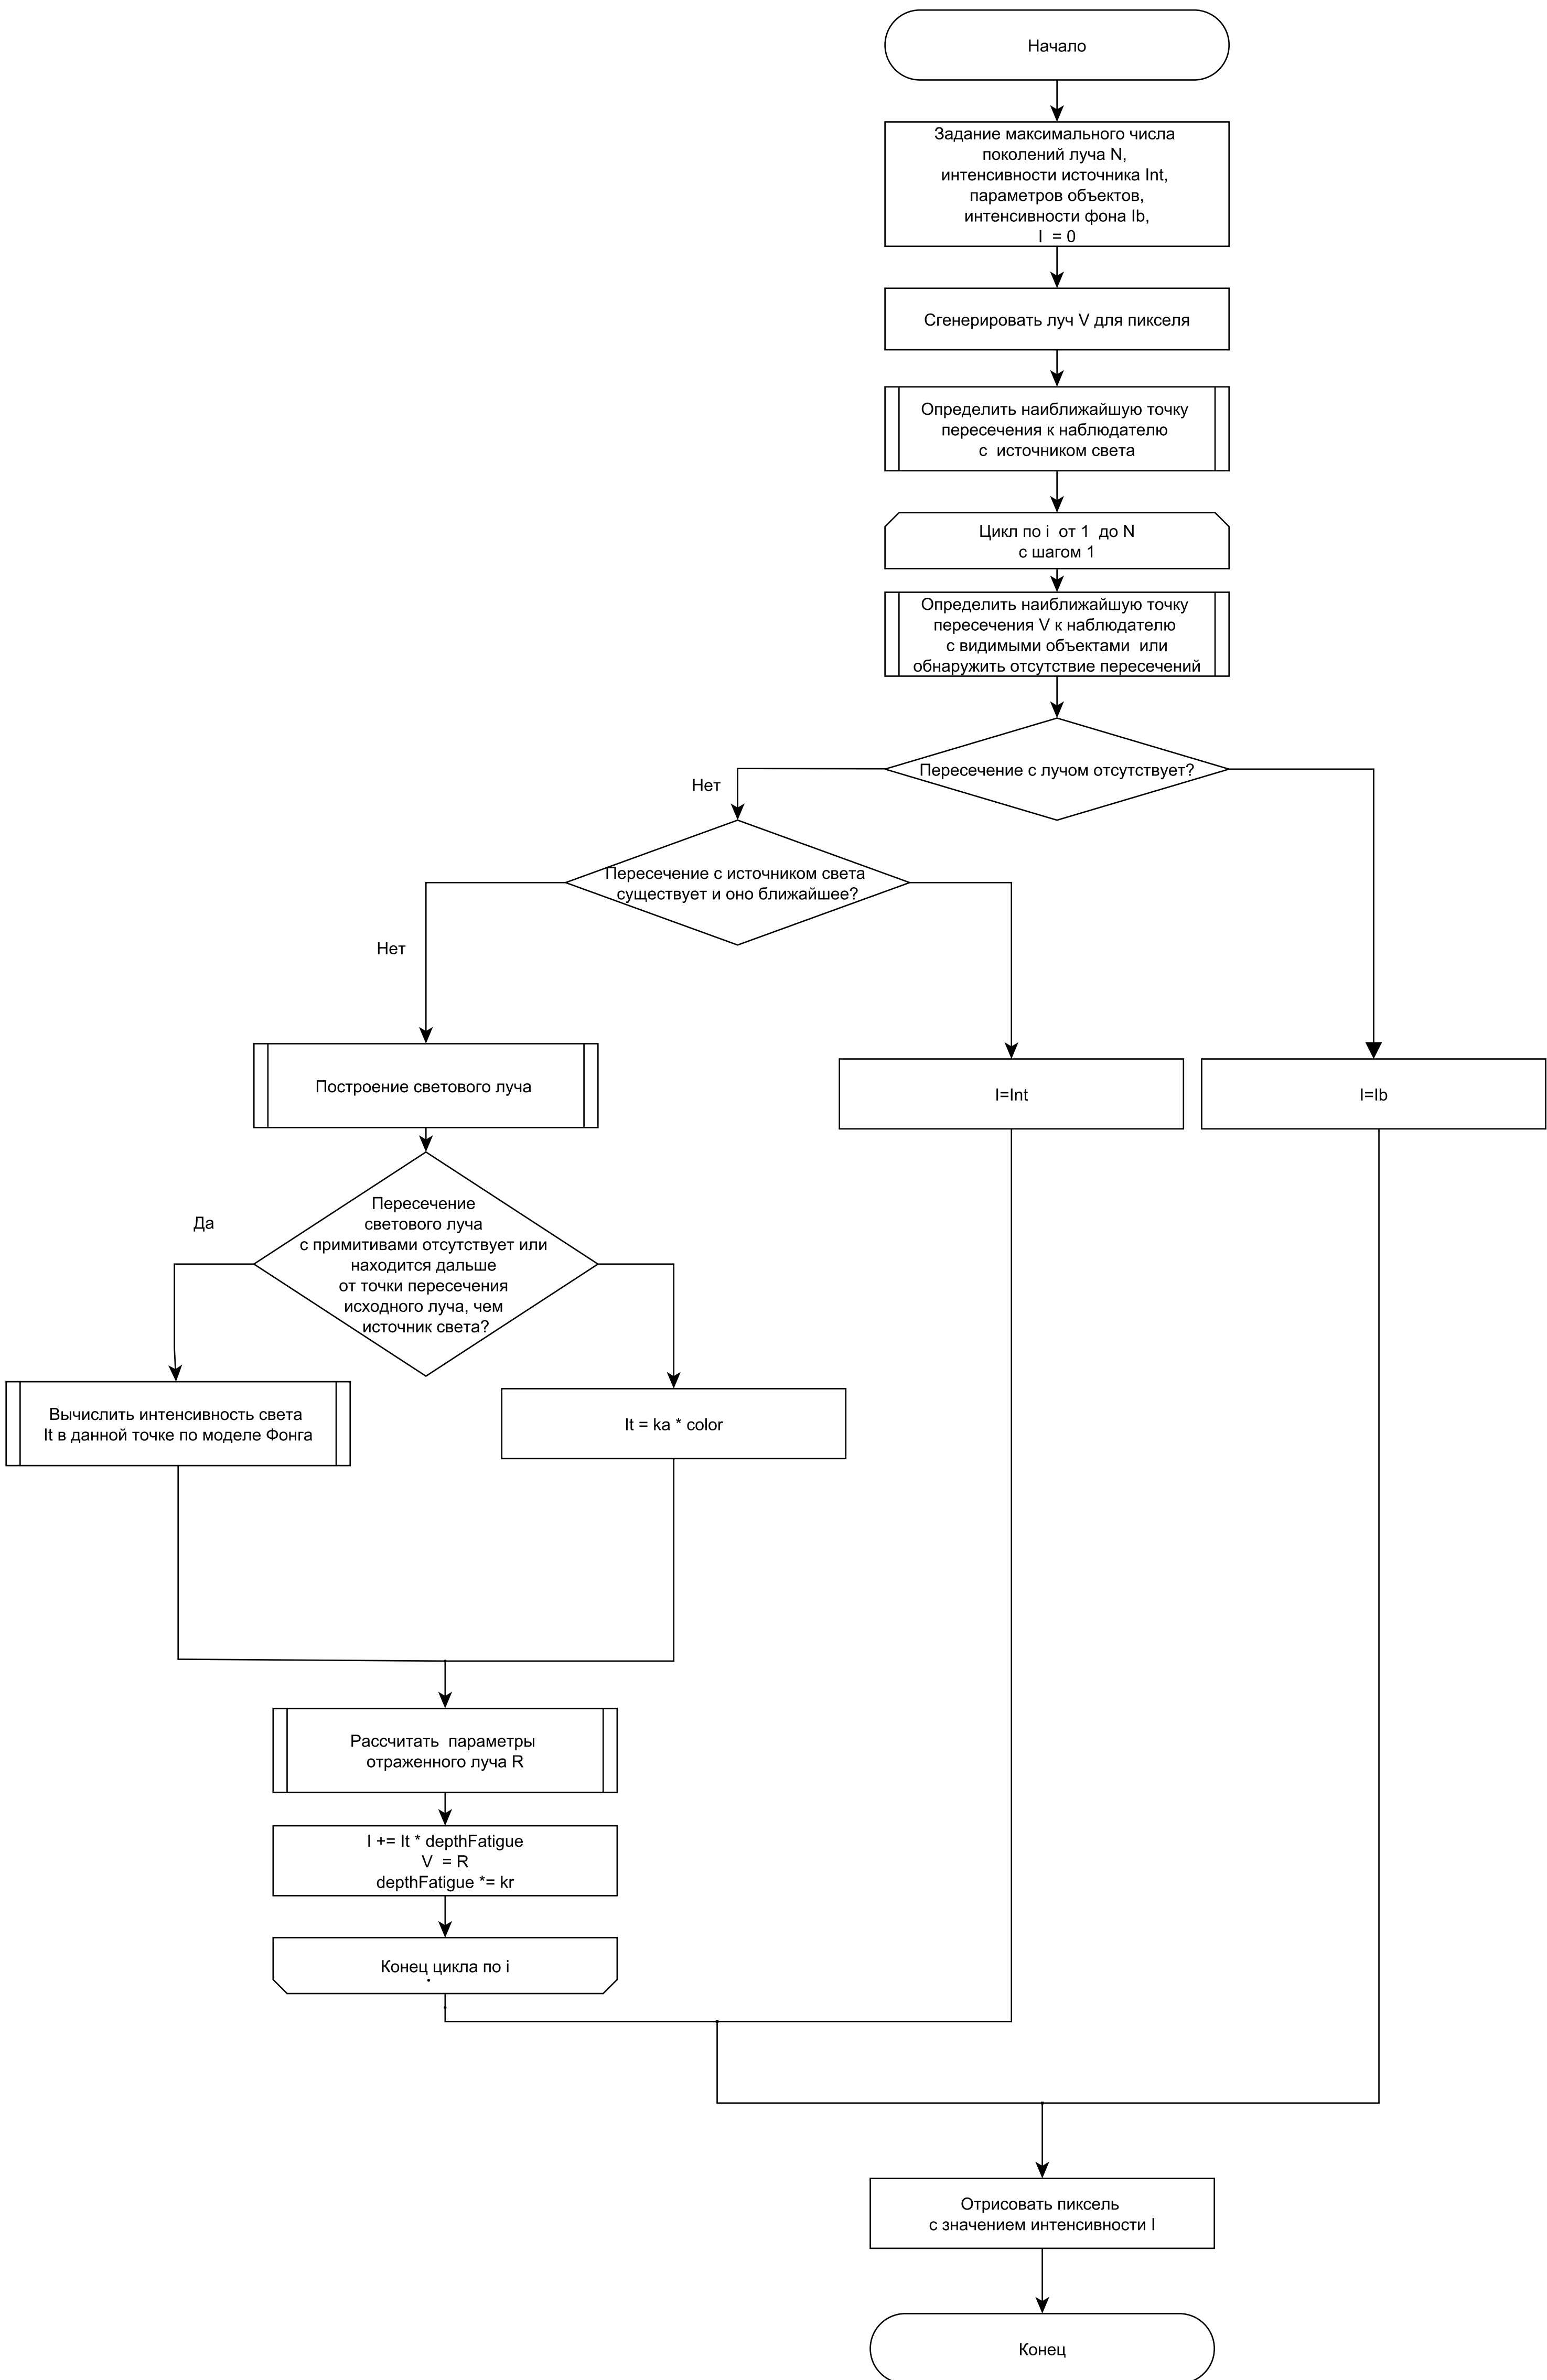 Начало
Задание максимального числа
поколений луча N,
интенсивности источника Int,
параметров объектов,
интенсивности фона Ib,
I = 0
Сгенерировать луч V для пикселя
Определить наиближайшую точку
пересечения к наблюдателю
с источником света
Цикл по i от 1 до N
с шагом 1
Определить наиближайшую точку
пересечения V к наблюдателю
с видимыми объектами или
обнаружить отсутствие пересечений
Пересечение с лучом отсутствует?
Нет
Пересечение с источником света
существует и оно ближайшее?
Нет
Построение светового луча
I=Int
I=Ib
Пересечение
светового луча
с примитивами отсутствует или
находится дальше
от точки пересечения
исходного луча, чем
источник света?
Да
Вычислить интенсивность света
It в данной точке по моделе Фонга
It = ka * color
Рассчитать параметры
отраженного луча R
I += It * depthFatigue
V = R
depthFatigue *= kr
Конец цикла по i
Отрисовать пиксель
с значением интенсивности I
Конец